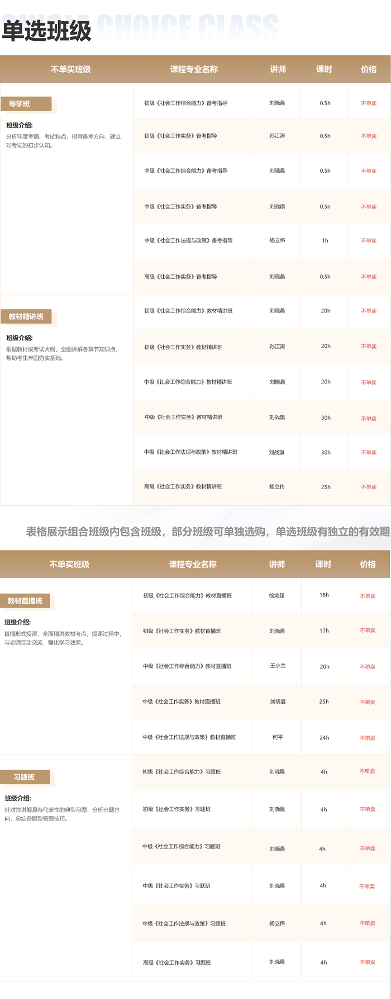 SINGLE CHOICE CLASS
单选班级
不单买班级 课程专业名称 讲师 课时 价格
导学班
班级介绍:
分析年度考情、考试特点，指导备考方向，建立
对考试的初步认知。
初级《社会工作综合能力》备考指导 刘晓晨 0.5h 不单卖
初级《社会工作实务》备考指导 孙江涛 0.5h 不单卖
中级《社会工作综合能力》备考指导 刘晓晨 0.5h 不单卖
中级《社会工作实务》备考指导 刘战旗 0.5h 不单卖
中级《社会工作法规与政策》备考指导 杨立伟 1h 不单卖
高级《社会工作实务》备考指导 刘晓晨 0.5h 不单卖
教材精讲班
班级介绍:
根据教材或考试大纲，全面讲解各章节知识点，
帮助考生牢固夯实基础。
初级《社会工作综合能力》教材精讲班 刘晓晨 20h 不单卖
初级《社会工作实务》教材精讲班 孙江涛 20h 不单卖
中级《社会工作综合能力》教材精讲班 刘晓晨 20h 不单卖
中级《社会工作实务》教材精讲班 刘战旗 30h 不单卖
中级《社会工作法规与政策》教材精讲班 刘战旗 30h 不单卖
高级《社会工作实务》教材精讲班 杨立伟 25h 不单卖
表格展示组合班级内包含班级，部分班级可单独选购，单选班级有独立的有效期
不单买班级 课程专业名称 讲师 课时 价格
教材直播班
班级介绍:
直播形式授课，全面精讲教材考点，授课过程中，
与老师互动交流，强化学习效果。
初级《社会工作综合能力》教材直播班 徐龙超 18h 不单卖
初级《社会工作实务》教材直播班 刘晓晨 17h 不单卖
中级《社会工作综合能力》教材直播班 王小兰 20h 不单卖
中级《社会工作实务》教材直播班 刘晓晨 25h 不单卖
中级《社会工作法规与政策》教材直播班 何平 24h 不单卖
习题班
班级介绍:
针对性讲解具有代表性的典型习题，分析出题方
向，总结各题型答题技巧。
初级《社会工作综合能力》习题班 刘晓晨 4h 不单卖
初级《社会工作实务》习题班 刘晓晨 4h 不单卖
中级《社会工作综合能力》习题班 刘晓晨 4h 不单卖
中级《社会工作实务》习题班 刘晓晨 4h 不单卖
中级《社会工作法规与政策》习题班 杨立伟 4h 不单卖
高级《社会工作实务》习题班 刘晓晨 4h 不单卖